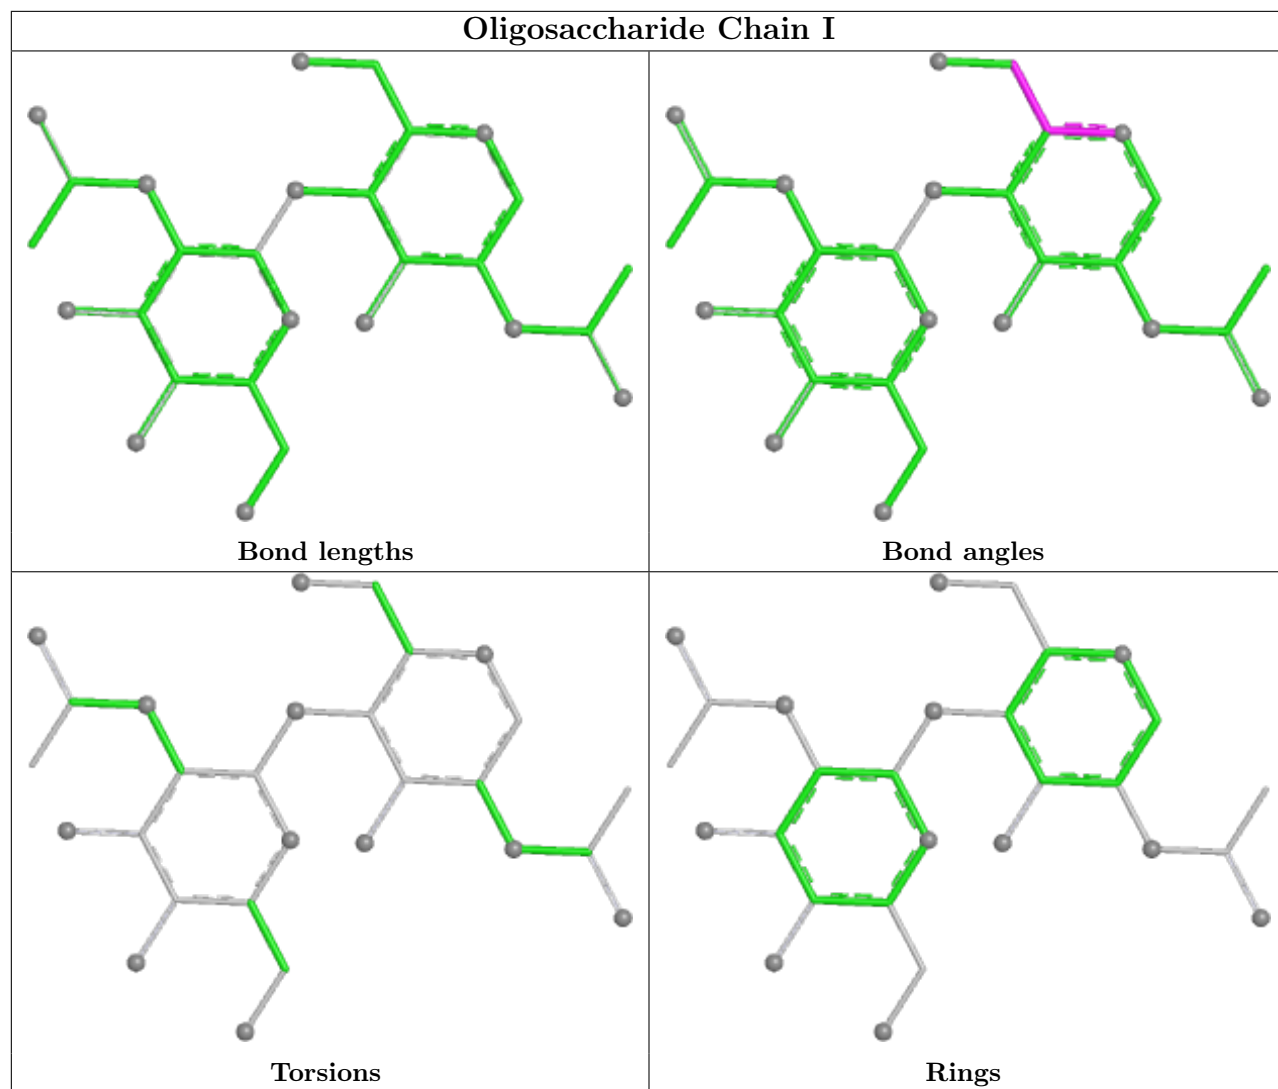 Oligosaccharide Chain I
Bond lengths
Bond angles
Torsions
Rings